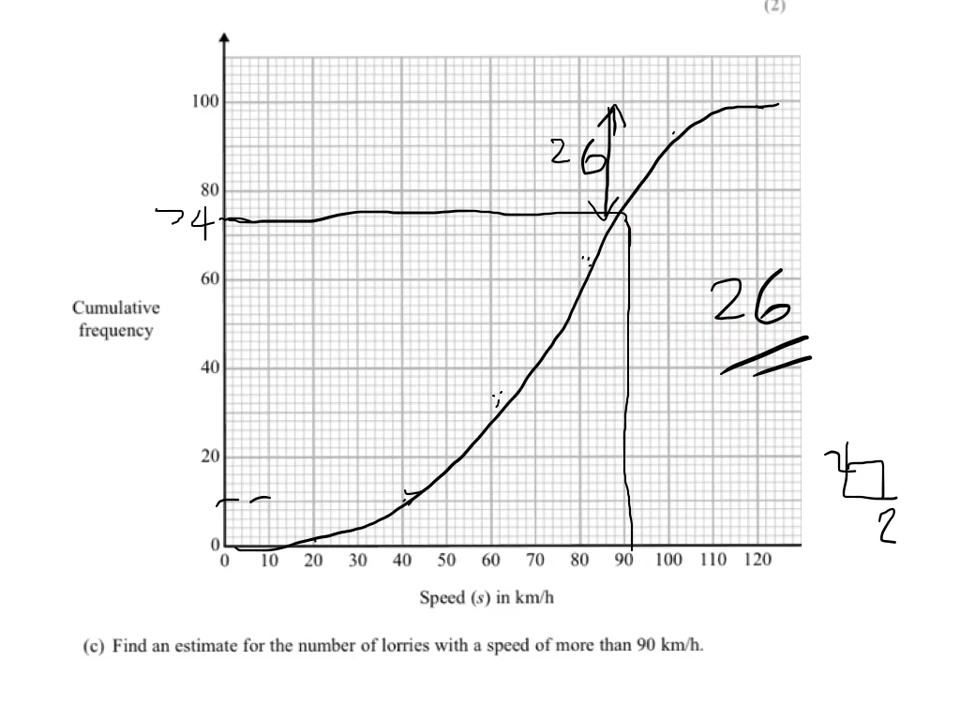 (2)
100
26
80
74
60
26
Cumulative
frequency
40
20
4
2
0
0 10 20 30 40 50 60 70 80 90 100 110 120
Speed (s) in km/h
(c) Find an estimate for the number of lorries with a speed of more than 90 km/h.